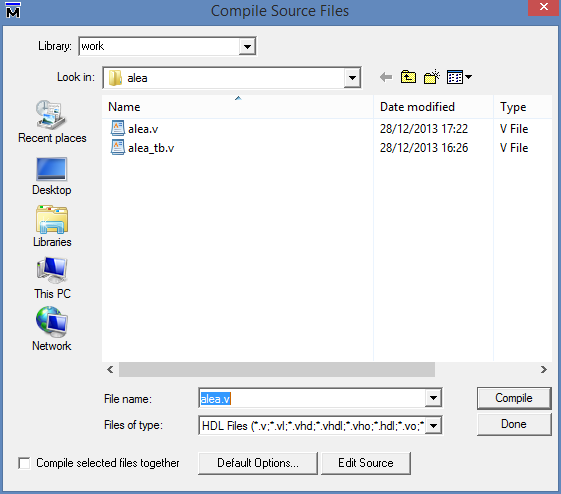 Compile Source Files
Library: work
Look in: alea
Name Date modified Type
alea.v 28/12/2013 17:22 V File
alea_tb.v 28/12/2013 16:26 V File
Recent places
Desktop
Libraries
This PC
Network
File name: alea.v Compile
Files of type: HDL Files (*.v;*.vl;*.vhd;*.vhdl;*.vho;*.hdl;*.vo;* Done
Compile selected files together Default Options... Edit Source